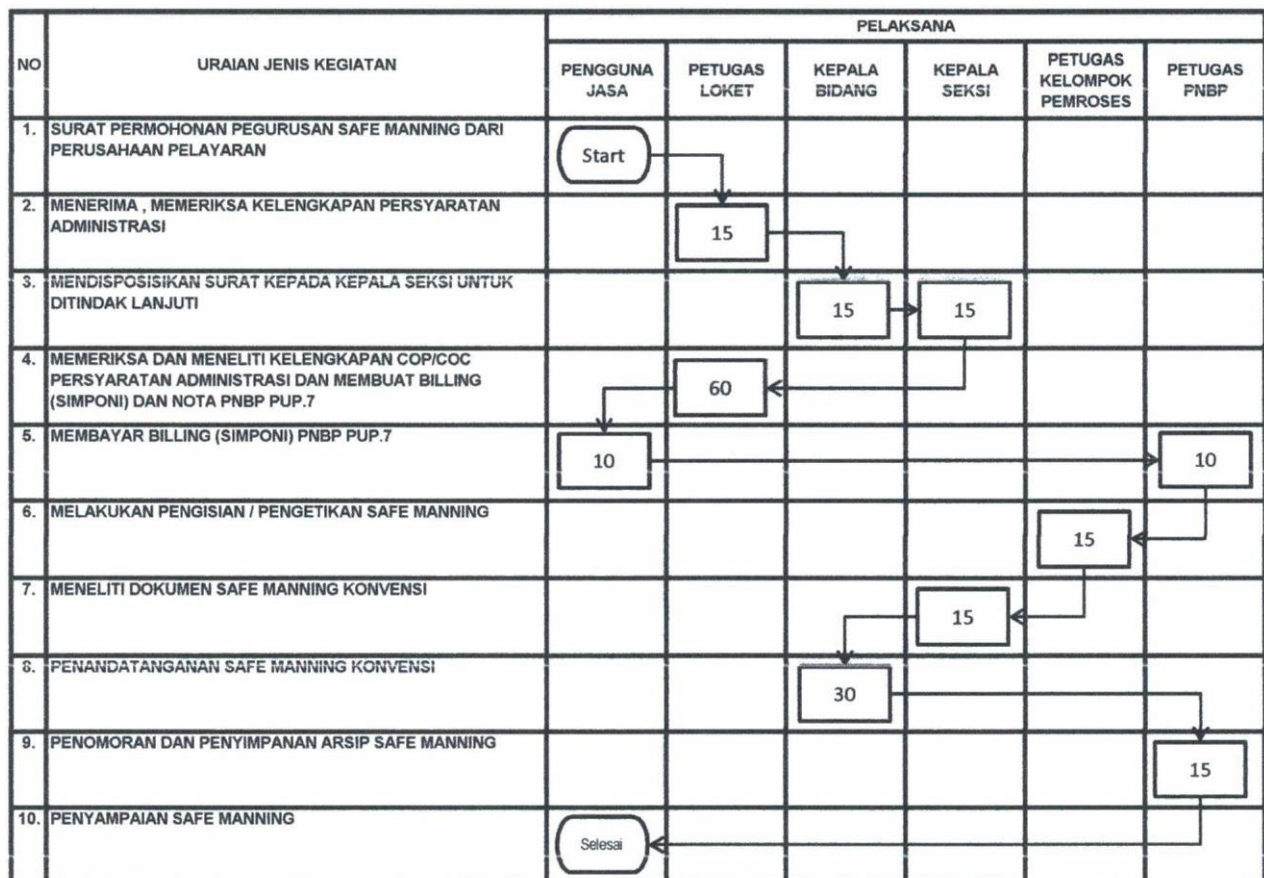 PELAKSANA
NO
URAIAN JENIS KEGIATAN
PENGGUNA
JASA
PETUGAS
LOKET
KEPALA
BIDANG
KEPALA
SEKSI
PETUGAS
KELOMPOK
PEMROSES
PETUGAS
PNBP
1. SURAT PERMOHONAN PEGURUSAN SAFE MANNING DARI
PERUSAHAAN PELAYARAN
Start
2. MENERIMA , MEMERIKSA KELENGKAPAN PERSYARATAN
ADMINISTRASI
15
3. MENDISPOSISIKAN SURAT KEPADA KEPALA SEKSI UNTUK
DITINDAK LANJUTI
15
15
4. MEMERIKSA DAN MENELITI KELENGKAPAN COP/COC
PERSYARATAN ADMINISTRASI DAN MEMBUAT BILLING
(SIMPONI) DAN NOTA PNBP PUP.7
60
5. MEMBAYAR BILLING (SIMPONI) PNBP PUP.7
10
10
6. MELAKUKAN PENGISIAN / PENGETIKAN SAFE MANNING
15
7. MENELITI DOKUMEN SAFE MANNING KONVENSI
15
8. PENANDATANGANAN SAFE MANNING KONVENSI
30
9. PENOMORAN DAN PENYIMPANAN ARSIP SAFE MANNING
15
10. PENYAMPAIAN SAFE MANNING
Selesai